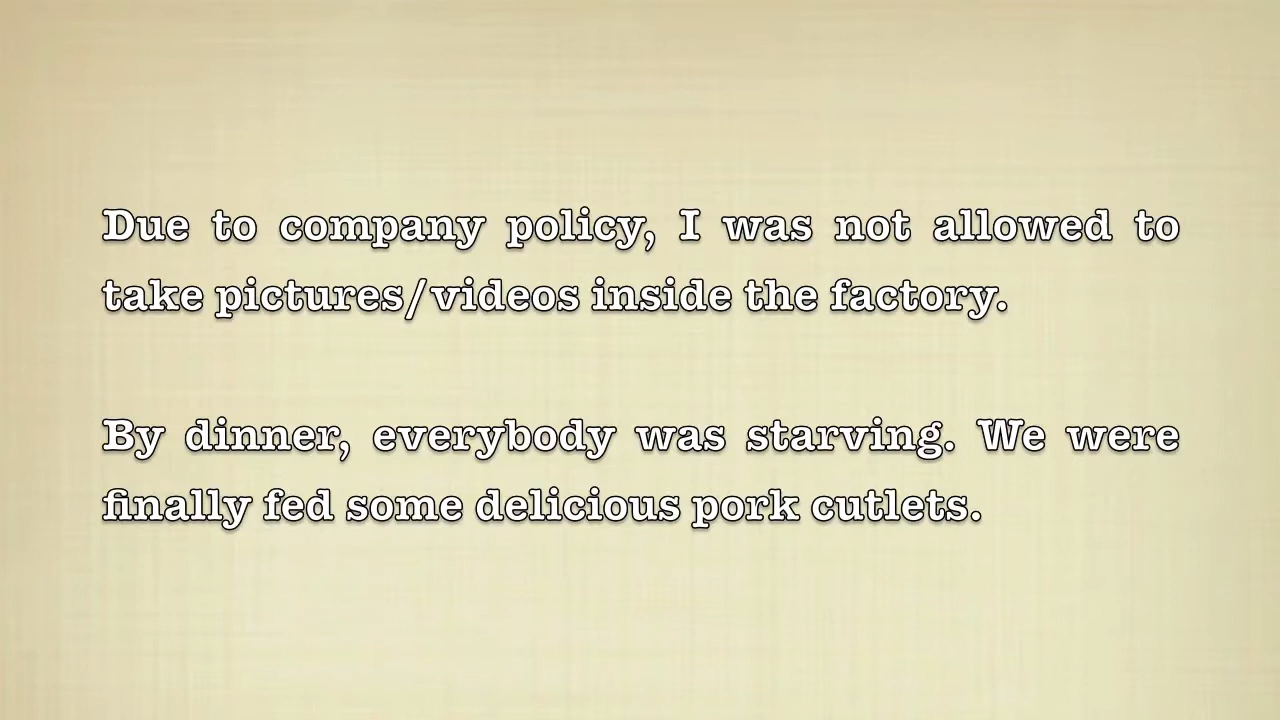 Due to company policy, I was not allowed to
take pictures/videos inside the factory.
By dinner, everybody was starving. We were
finally fed some delicious pork cutlets.